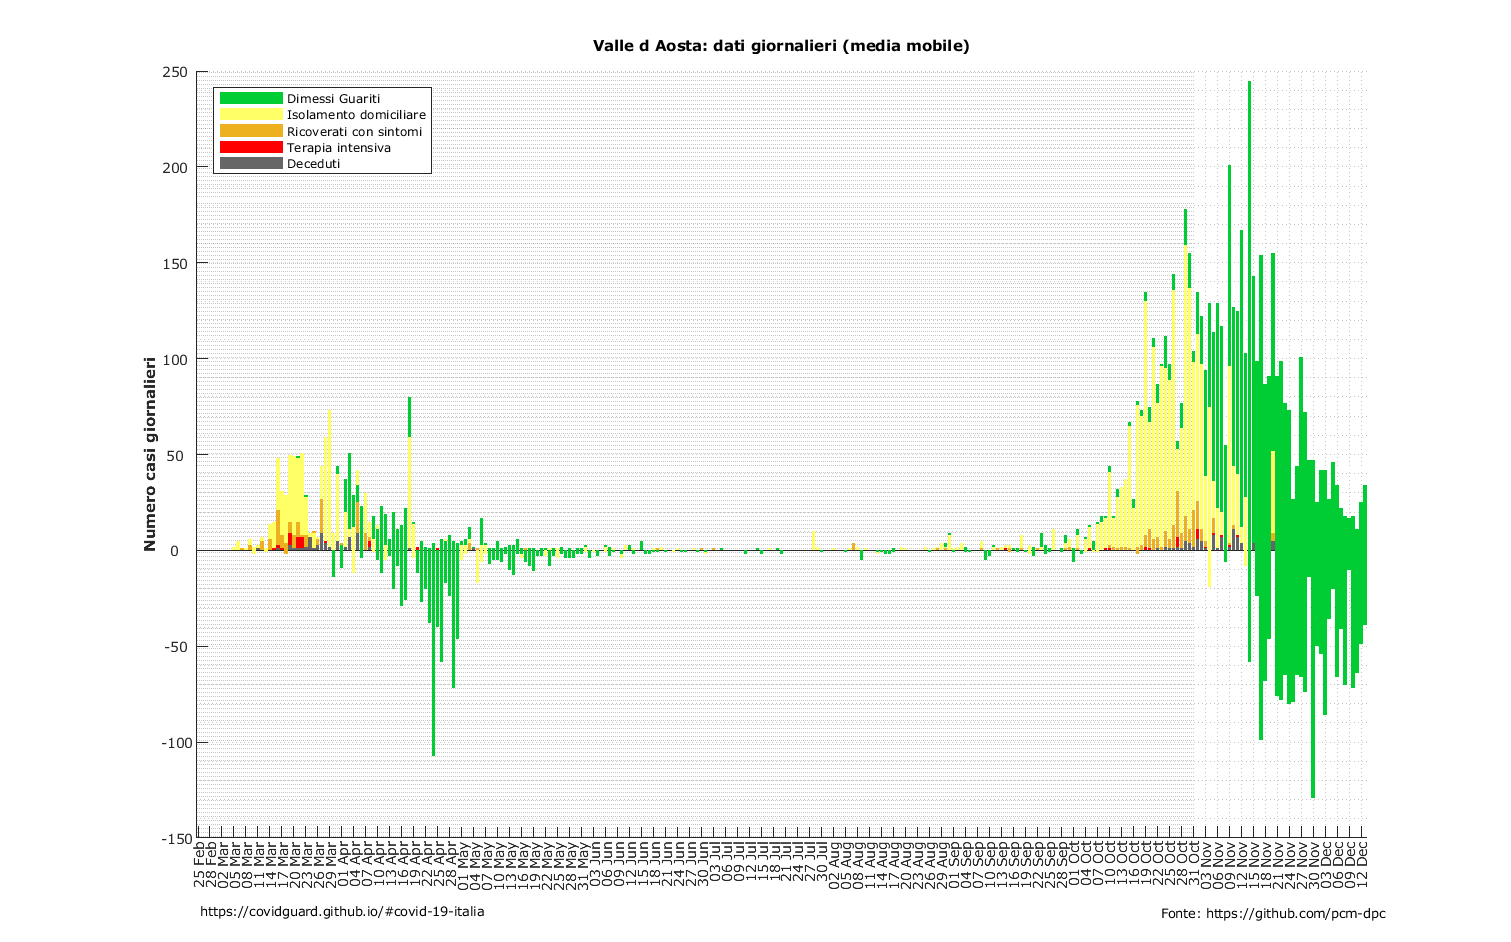 Valle d Aosta: dati giornalieri (media mobile)
250
200
150
100
50
0
-50
-100
-150
Numero casi giornalieri
Dimessi Guariti
Isolamento domiciliare
Ricoverati con sintomi
Terapia intensiva
Deceduti
25 Feb
28 Feb
02 Mar
05 Mar
08 Mar
11 Mar
14 Mar
17 Mar
20 Mar
23 Mar
26 Mar
29 Mar
01 Apr
04 Apr
07 Apr
10 Apr
13 Apr
16 Apr
19 Apr
22 Apr
25 Apr
28 Apr
01 May
04 May
07 May
10 May
13 May
16 May
19 May
22 May
25 May
28 May
31 May
03 Jun
06 Jun
09 Jun
12 Jun
15 Jun
18 Jun
21 Jun
24 Jun
27 Jun
30 Jun
03 Jul
06 Jul
09 Jul
12 Jul
15 Jul
18 Jul
21 Jul
24 Jul
27 Jul
30 Jul
02 Aug
05 Aug
08 Aug
11 Aug
14 Aug
17 Aug
20 Aug
23 Aug
26 Aug
29 Aug
01 Sep
04 Sep
07 Sep
10 Sep
13 Sep
16 Sep
19 Sep
22 Sep
25 Sep
28 Sep
01 Oct
04 Oct
07 Oct
10 Oct
13 Oct
16 Oct
19 Oct
22 Oct
25 Oct
28 Oct
31 Oct
03 Nov
06 Nov
09 Nov
12 Nov
15 Nov
18 Nov
21 Nov
24 Nov
27 Nov
30 Nov
03 Dec
06 Dec
09 Dec
12 Dec
https://covidguard.github.io/#covid-19-italia
Fonte: https://github.com/pcm-dpc